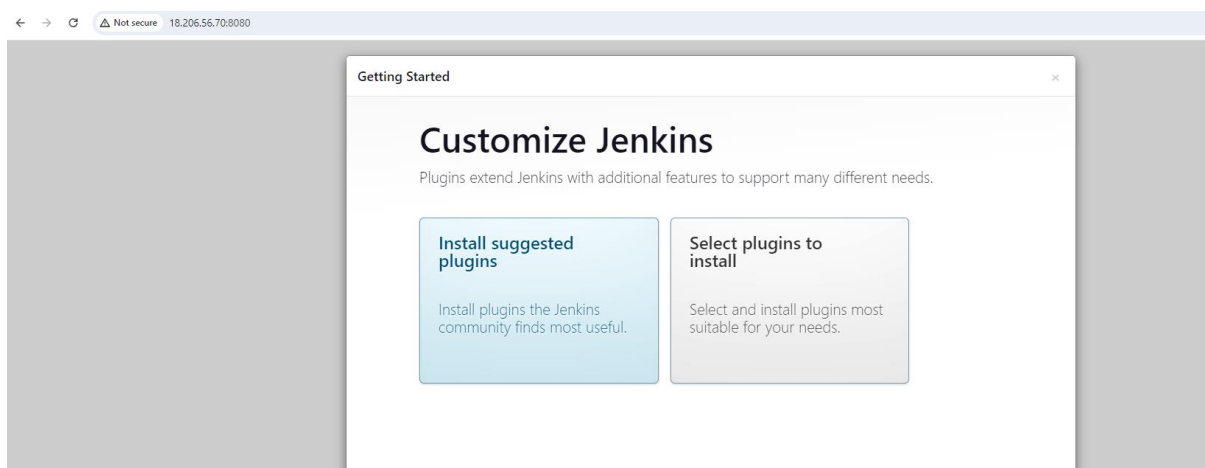 Not secure 18.206.56.70:8080
Getting Started
Customize Jenkins
Plugins extend Jenkins with additional features to support many different needs.
Install suggested
plugins
Install plugins the Jenkins
community finds most useful.
Select plugins to
install
Select and install plugins most
suitable for your needs.